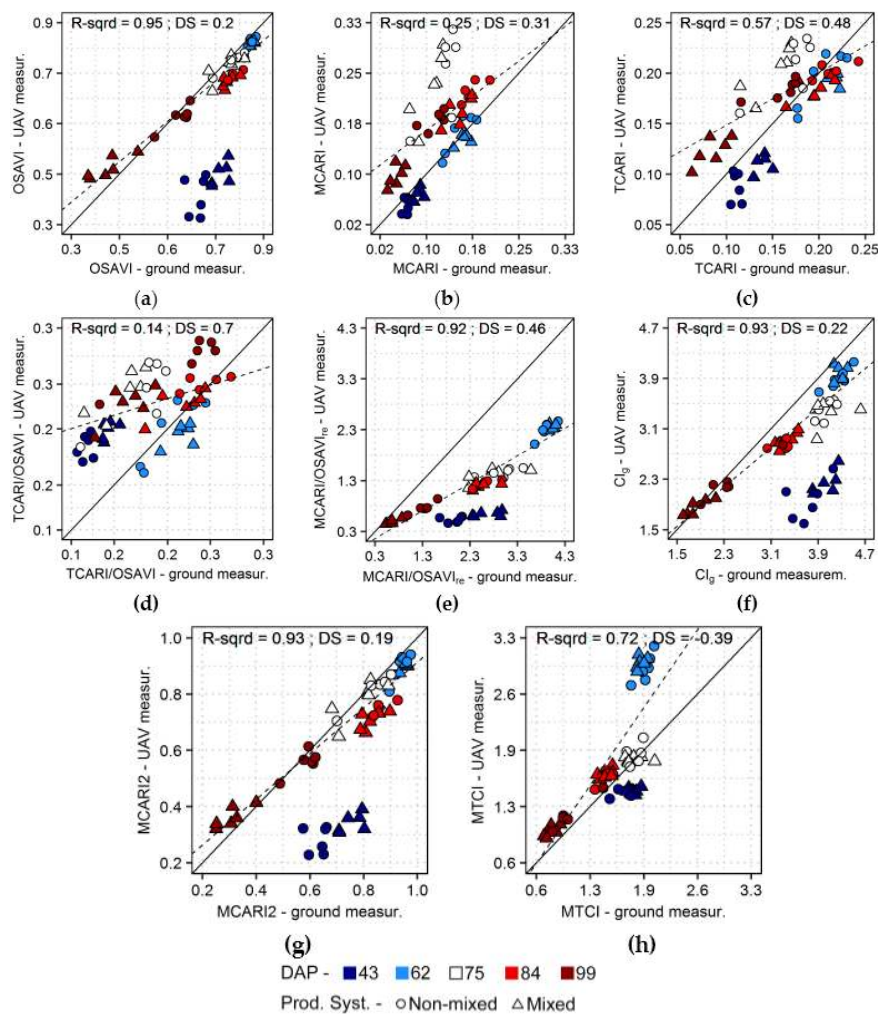 R-sqrd = 0.95 ; DS = 0.2
OSAVI - UAV measur.
0.9
0.7
0.6
0.5
0.3
0.3 0.5 0.6 0.7 0.9
OSAVI - ground measur.
(a)
R-sqrd = 0.25 ; DS = 0.31
MCARI - UAV measur.
0.33
0.25
0.18
0.10
0.02
0.02 0.10 0.18 0.25 0.33
MCARI - ground measur.
(b)
R-sqrd = 0.57 ; DS = 0.48
TCARI - UAV measur.
0.25
0.20
0.15
0.10
0.05
0.05 0.10 0.15 0.20 0.25
TCARI - ground measur.
(c)
R-sqrd = 0.14 ; DS = 0.7
TCARI/OSAVI - UAV measur.
0.3
0.3
0.2
0.2
0.1
0.1 0.2 0.2 0.3 0.3
TCARI/OSAVI - ground measur.
(d)
R-sqrd = 0.92 ; DS = 0.46
MCARI/OSAVIre - UAV measur.
4.3
3.3
2.3
1.3
0.3
0.3 1.3 2.3 3.3 4.3
MCARI/OSAVIre - ground measur.
(e)
R-sqrd = 0.93 ; DS = 0.22
CIg - UAV measur.
4.7
3.9
3.1
2.3
1.5
1.5 2.3 3.1 3.9 4.7
CIg - ground measurem.
(f)
R-sqrd = 0.93 ; DS = 0.19
MCARI2 - UAV measur.
1.0
0.8
0.6
0.4
0.2
0.2 0.4 0.6 0.8 1.0
MCARI2 - ground measur.
(g)
R-sqrd = 0.72 ; DS = -0.39
MTCI - UAV measur.
3.3
2.6
1.9
1.3
0.6
0.6 1.3 1.9 2.6 3.3
MTCI - ground measur.
(h)
DAP - 43 62 75 84 99
Prod. Syst. - Non-mixed Mixed